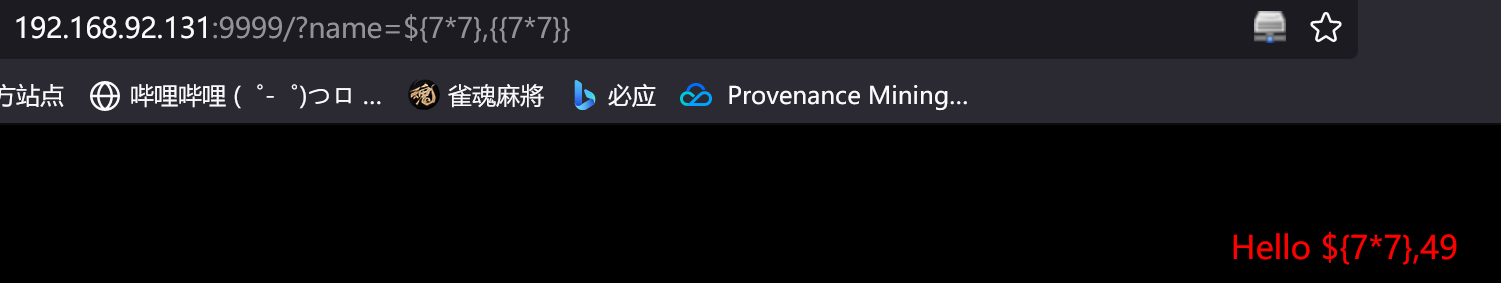 192.168.92.131:9999/?name=${7*7},{{7*7}}
方站点 哔哩哔哩 ( ゜- ゜)つロ ... 雀魂麻將 必应 Provenance Mining...
Hello ${7*7},49